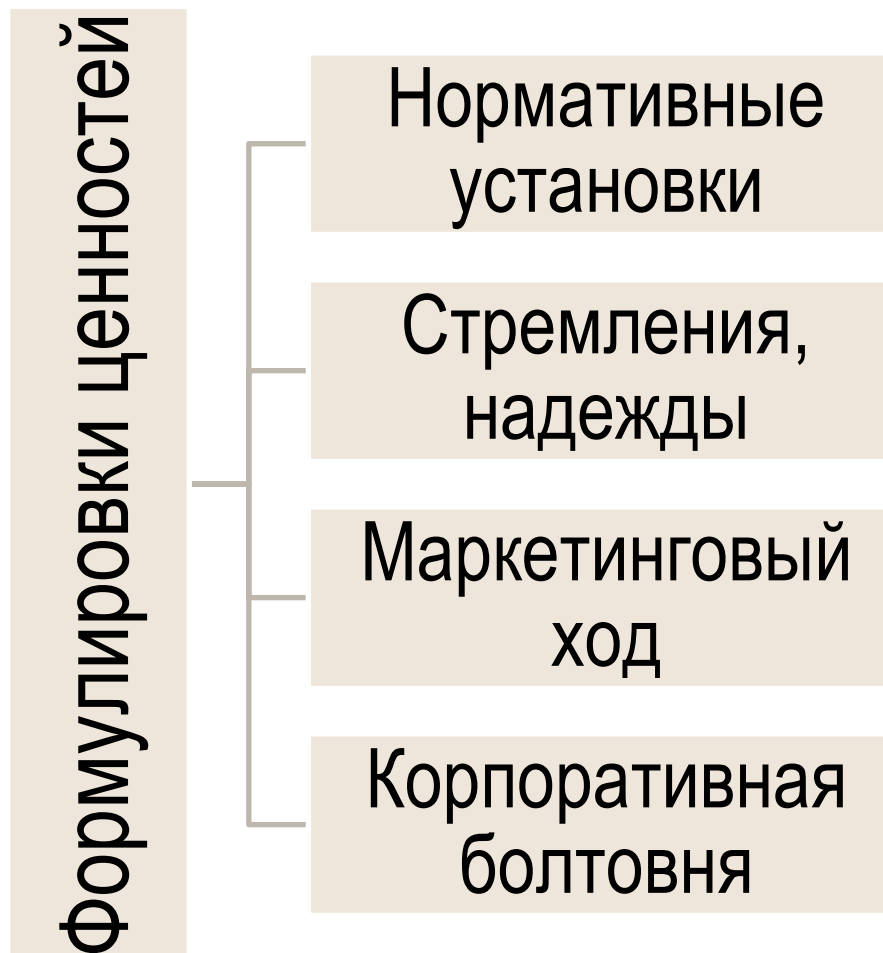 Формулировки ценностей
Нормативные
установки
Стремления,
надежды
Маркетинговый
ход
Корпоративная
болтовня